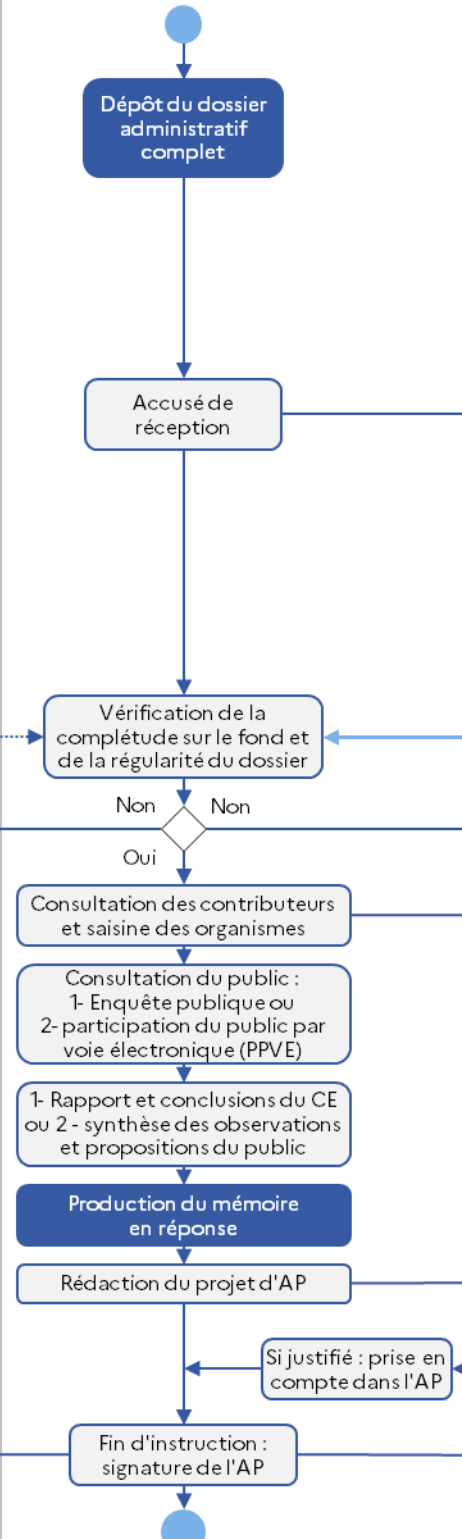 Dépôt du dossier
administratif
complet
Accusé de
réception
Vérification de la
complétude sur le fond et
de la régularité du dossier
Non
Non
Oui
Consultation des contributeurs
et saisine des organismes
Consultation du public :
1- Enquête publique ou
2- participation du public par
voie électronique (PPVE)
1- Rapport et conclusions du CE
ou 2 - synthèse des observations
et propositions du public
Production du mémoire
en réponse
Rédaction du projet d'AP
Si justifié : prise en
compte dans l'AP
Fin d'instruction :
signature de l'AP